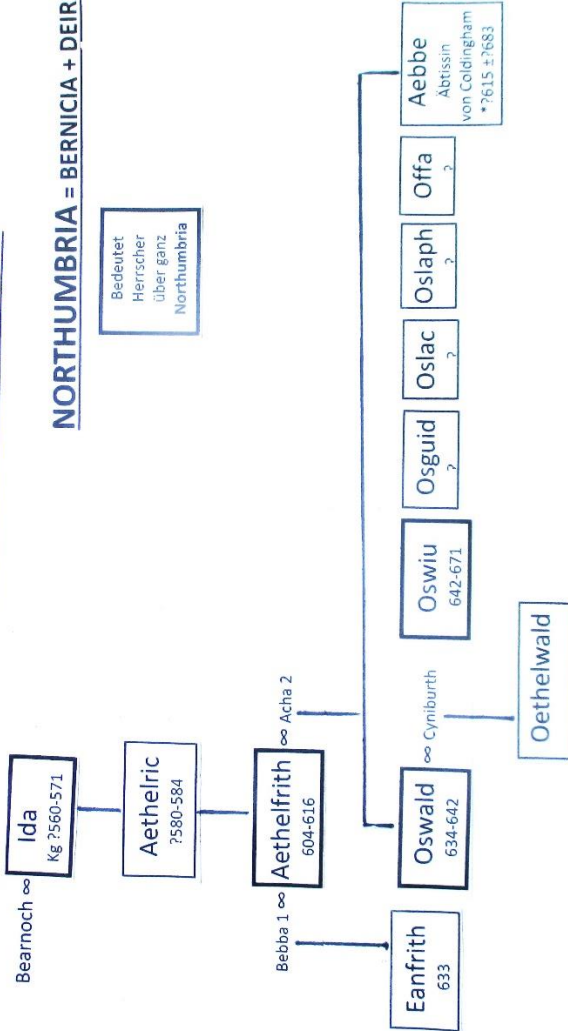 NORTHUMBRIA = BERNICIA + DEIR
Bedeutet
Herrscher
über ganz
Northumbria
Bearnoch ∞
Ida
Kg ?560-571
Aethelric
?580-584
Bebba 1 ∞
Aethelfrith
604-616
∞ Acha 2
Eanfrith
633
Oswald
634-642
∞ Cyniburth
Oswiu
642-671
Osguid
?
Oslac
?
Oslaph
?
Offa
?
Aebbe
Äbtissin
von Coldingham
*?615 ±?683
Oethelwald